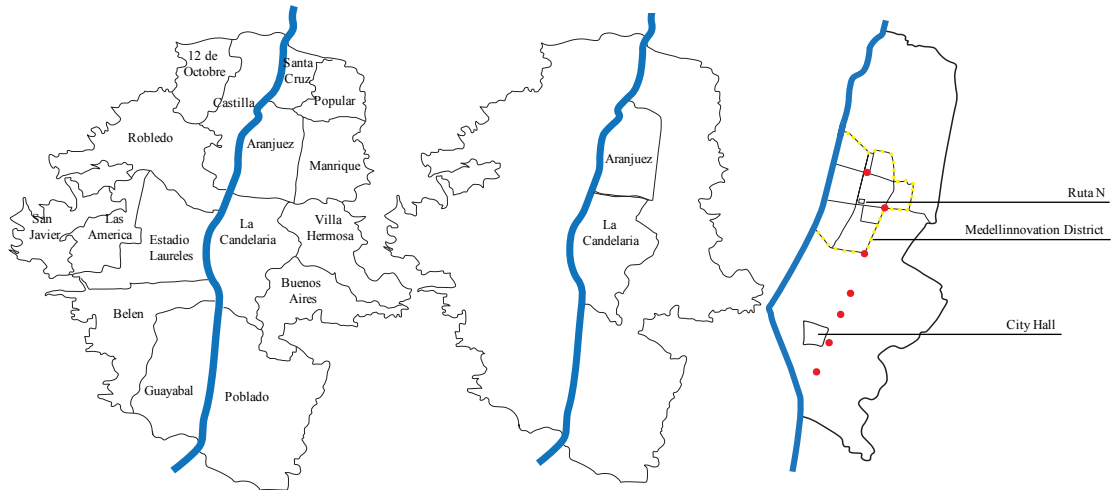 12 de
Octubre
Santa
Cruz
Castilla
Popular
Robledo
Aranjuez
Manrique
San
Javier
Las
America
Estadio
Laureles
La
Candelaria
Villa
Hermosa
Buenos
Aires
Belen
Guayabal
Poblado
Aranjuez
La
Candelaria
Ruta N
Medellinnovation District
City Hall